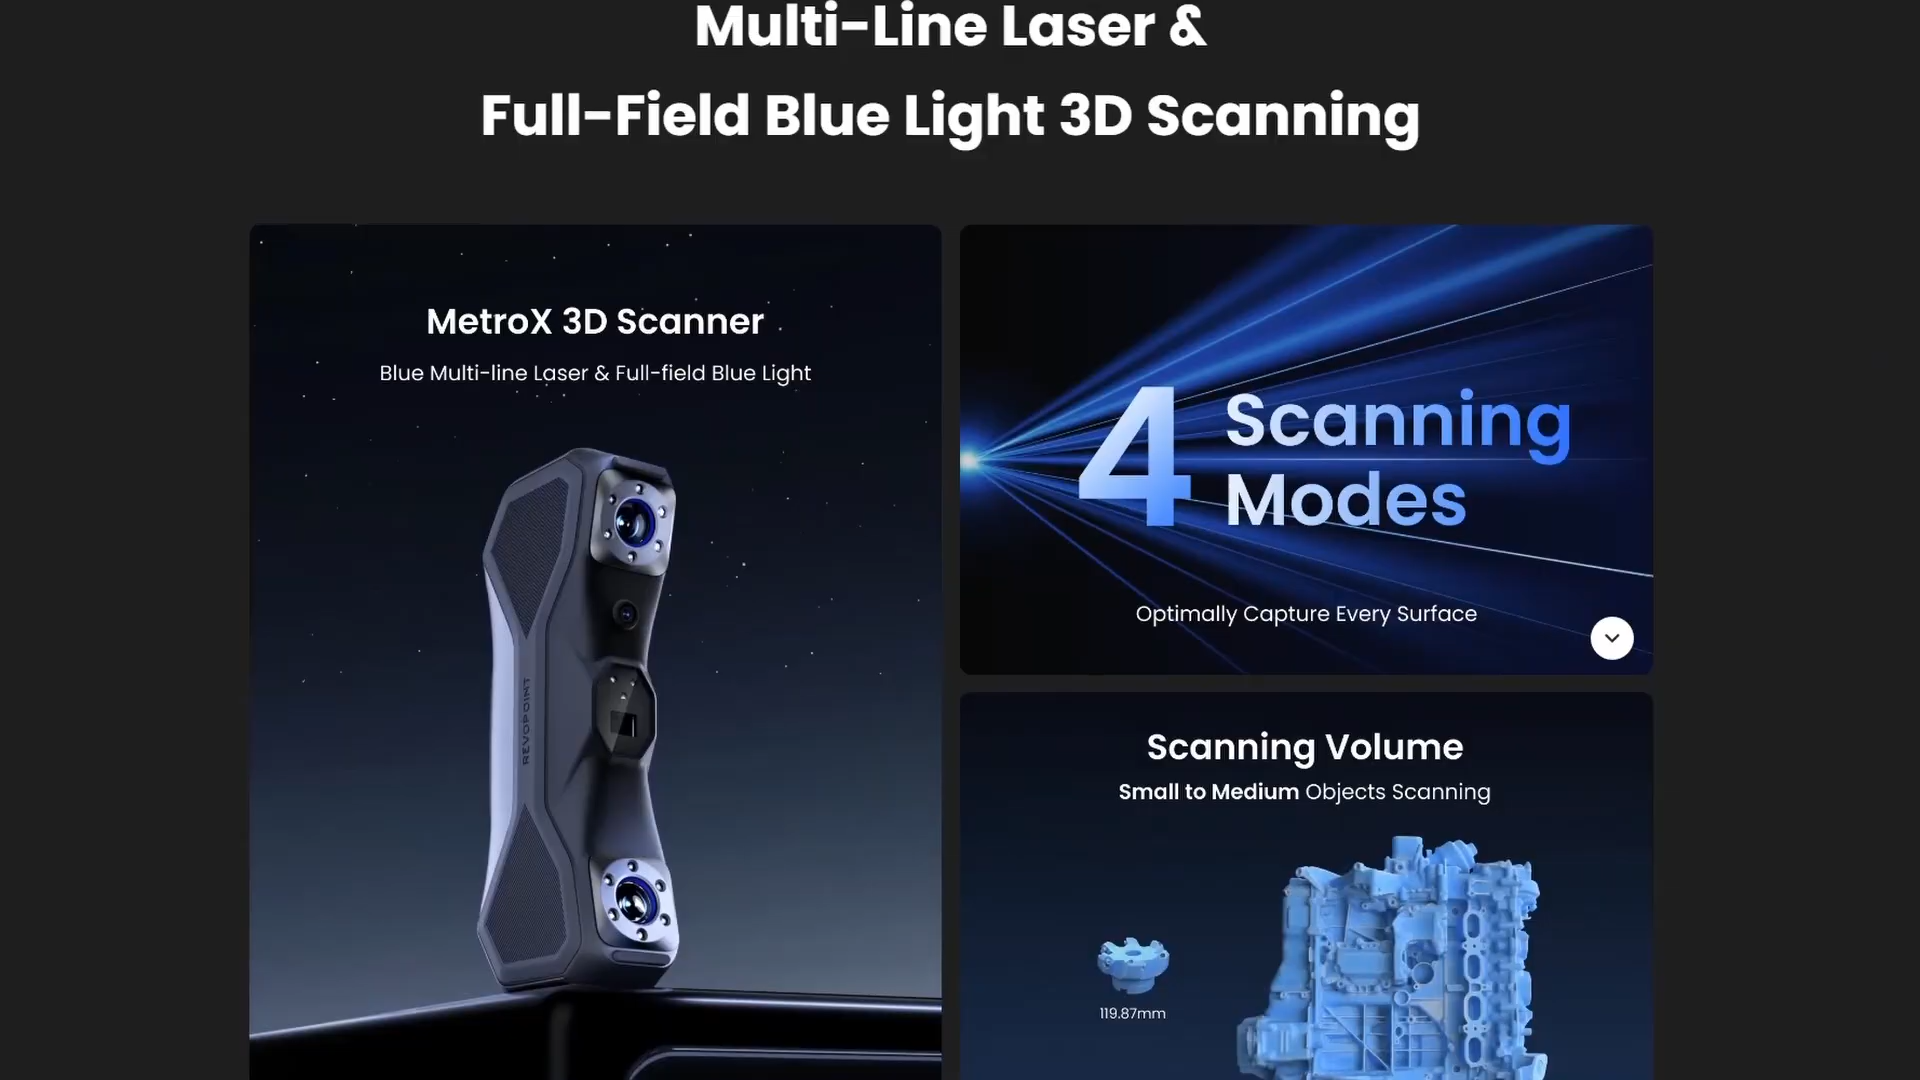 Multi-Line Laser &
Full-Field Blue Light 3D Scanning
MetroX 3D Scanner
Blue Multi-line Laser & Full-field Blue Light
REVOPOINT
4 Scanning
Modes
Optimally Capture Every Surface
Scanning Volume
Small to Medium Objects Scanning
119.87mm